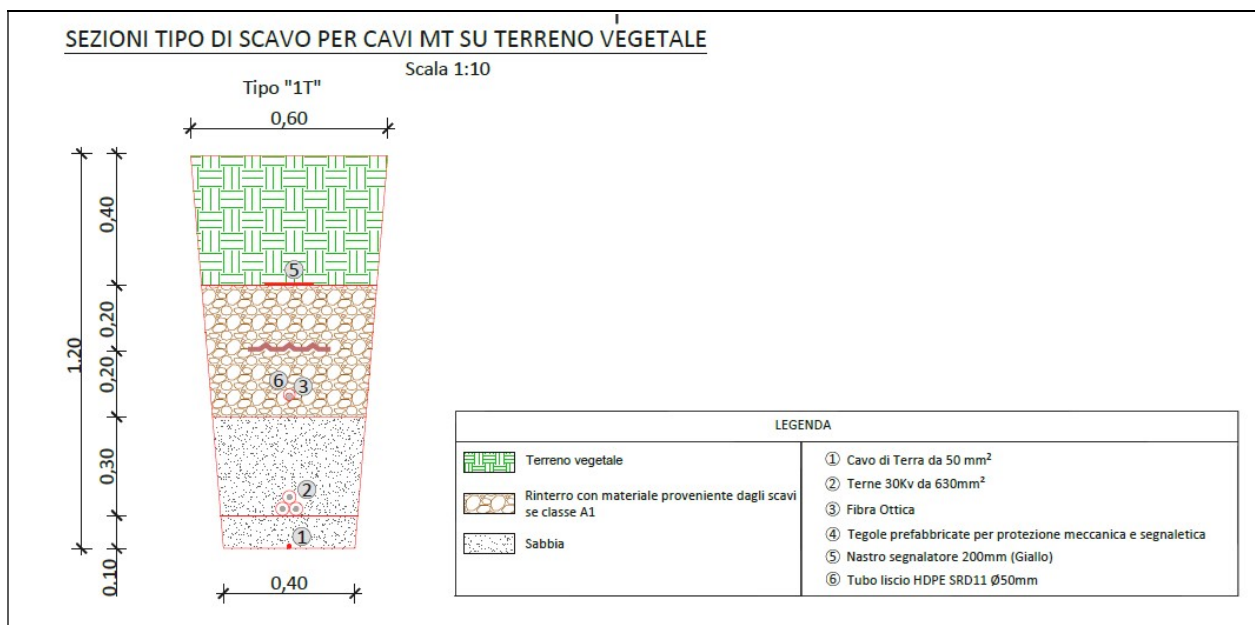 SEZIONI TIPO DI SCAVO PER CAVI MT SU TERRENO VEGETALE
Scala 1:10
Tipo "1T"
0,60
1.20
0,40
0,20
0,20
0,30
0.10
5
6
3
2
1
0,40
LEGENDA
Terreno vegetale
Rinterro con materiale proveniente dagli scavi
se classe A1
Sabbia
① Cavo di Terra da 50 mm²
② Terne 30Kv da 630mm²
③ Fibra Ottica
④ Tegole prefabbricate per protezione meccanica e segnaletica
⑤ Nastro segnalatore 200mm (Giallo)
⑥ Tubo liscio HDPE SRD11 Ø50mm